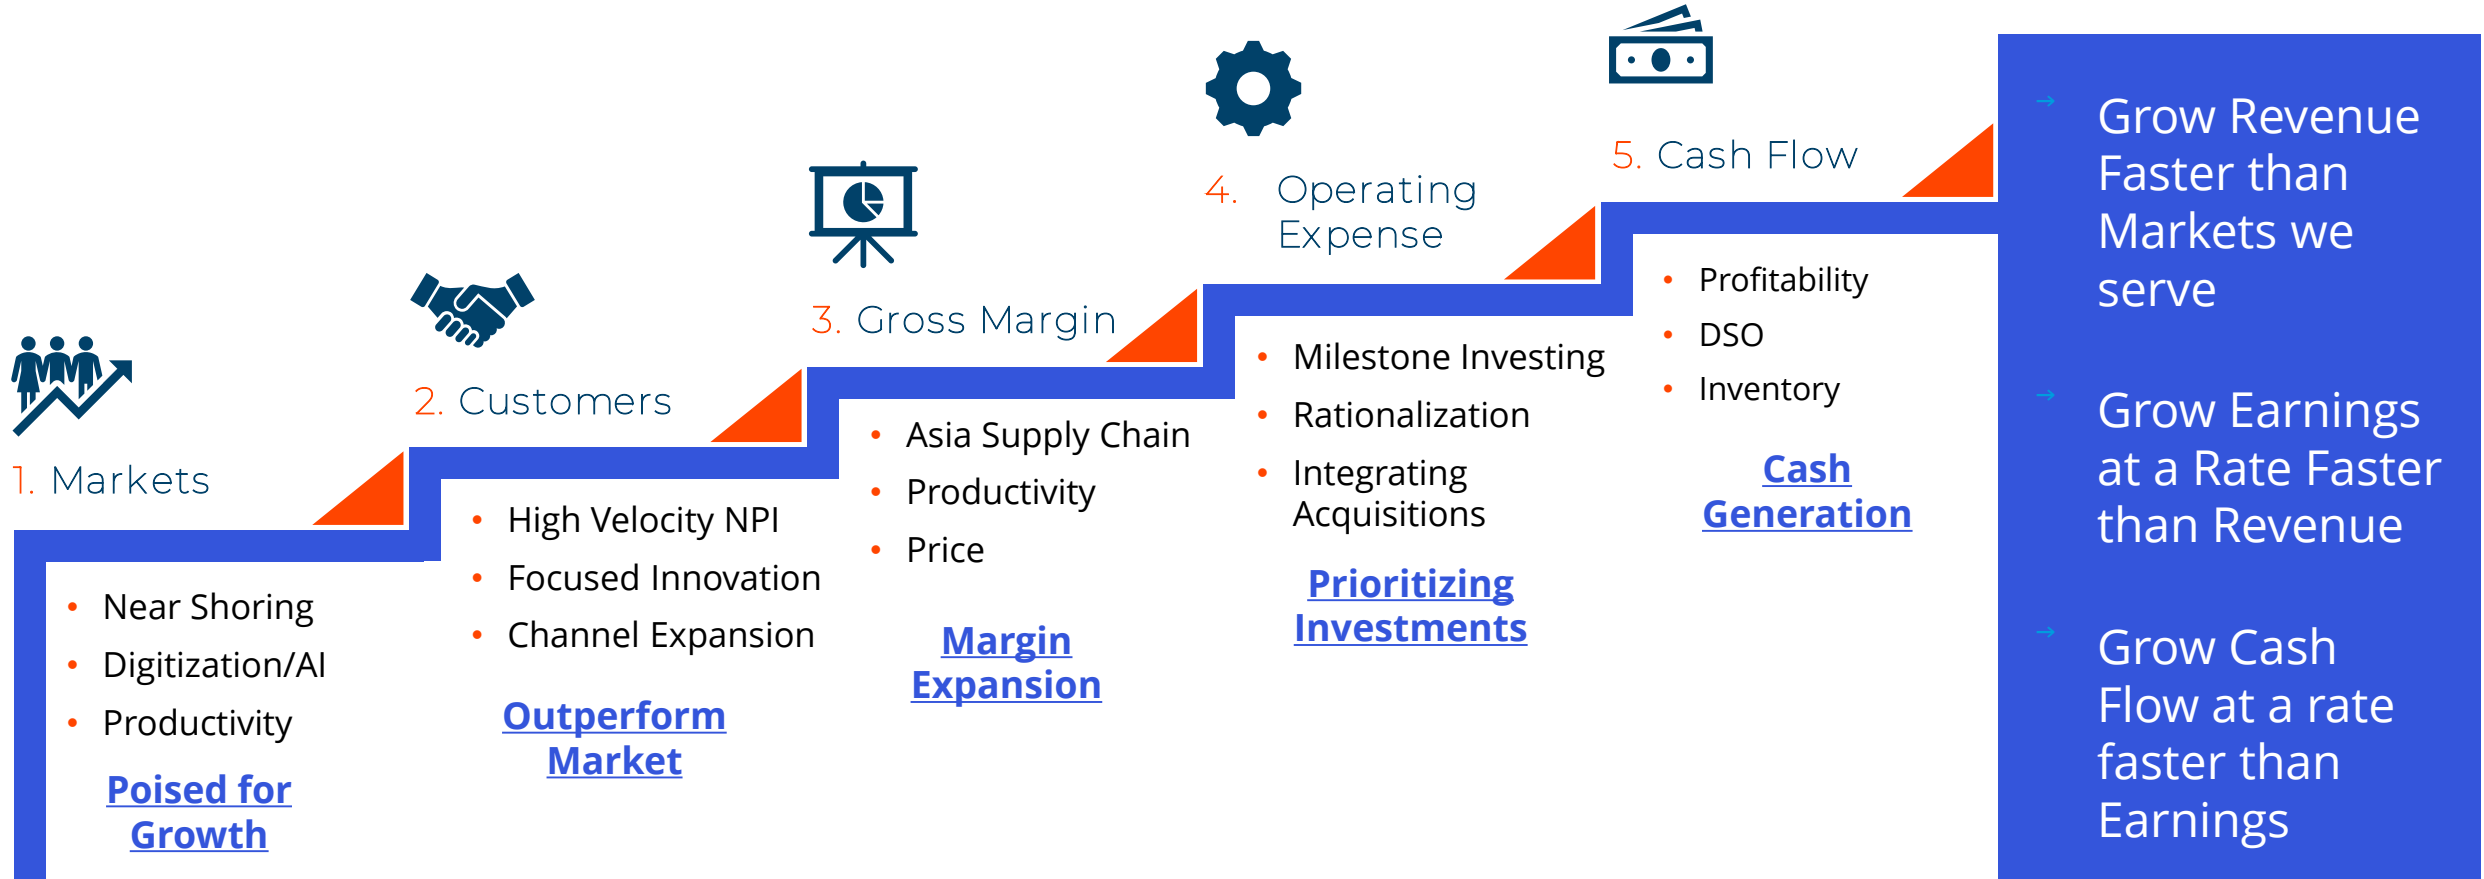 1. Markets
• Near Shoring
• Digitization/AI
• Productivity
Poised for
Growth
2. Customers
• High Velocity NPI
• Focused Innovation
• Channel Expansion
Outperform
Market
3. Gross Margin
• Asia Supply Chain
• Productivity
• Price
Margin
Expansion
4. Operating
Expense
• Milestone Investing
• Rationalization
• Integrating
Acquisitions
Prioritizing
Investments
5. Cash Flow
• Profitability
• DSO
• Inventory
Cash
Generation
→ Grow Revenue
Faster than
Markets we
serve
→ Grow Earnings
at a Rate Faster
than Revenue
→ Grow Cash
Flow at a rate
faster than
Earnings